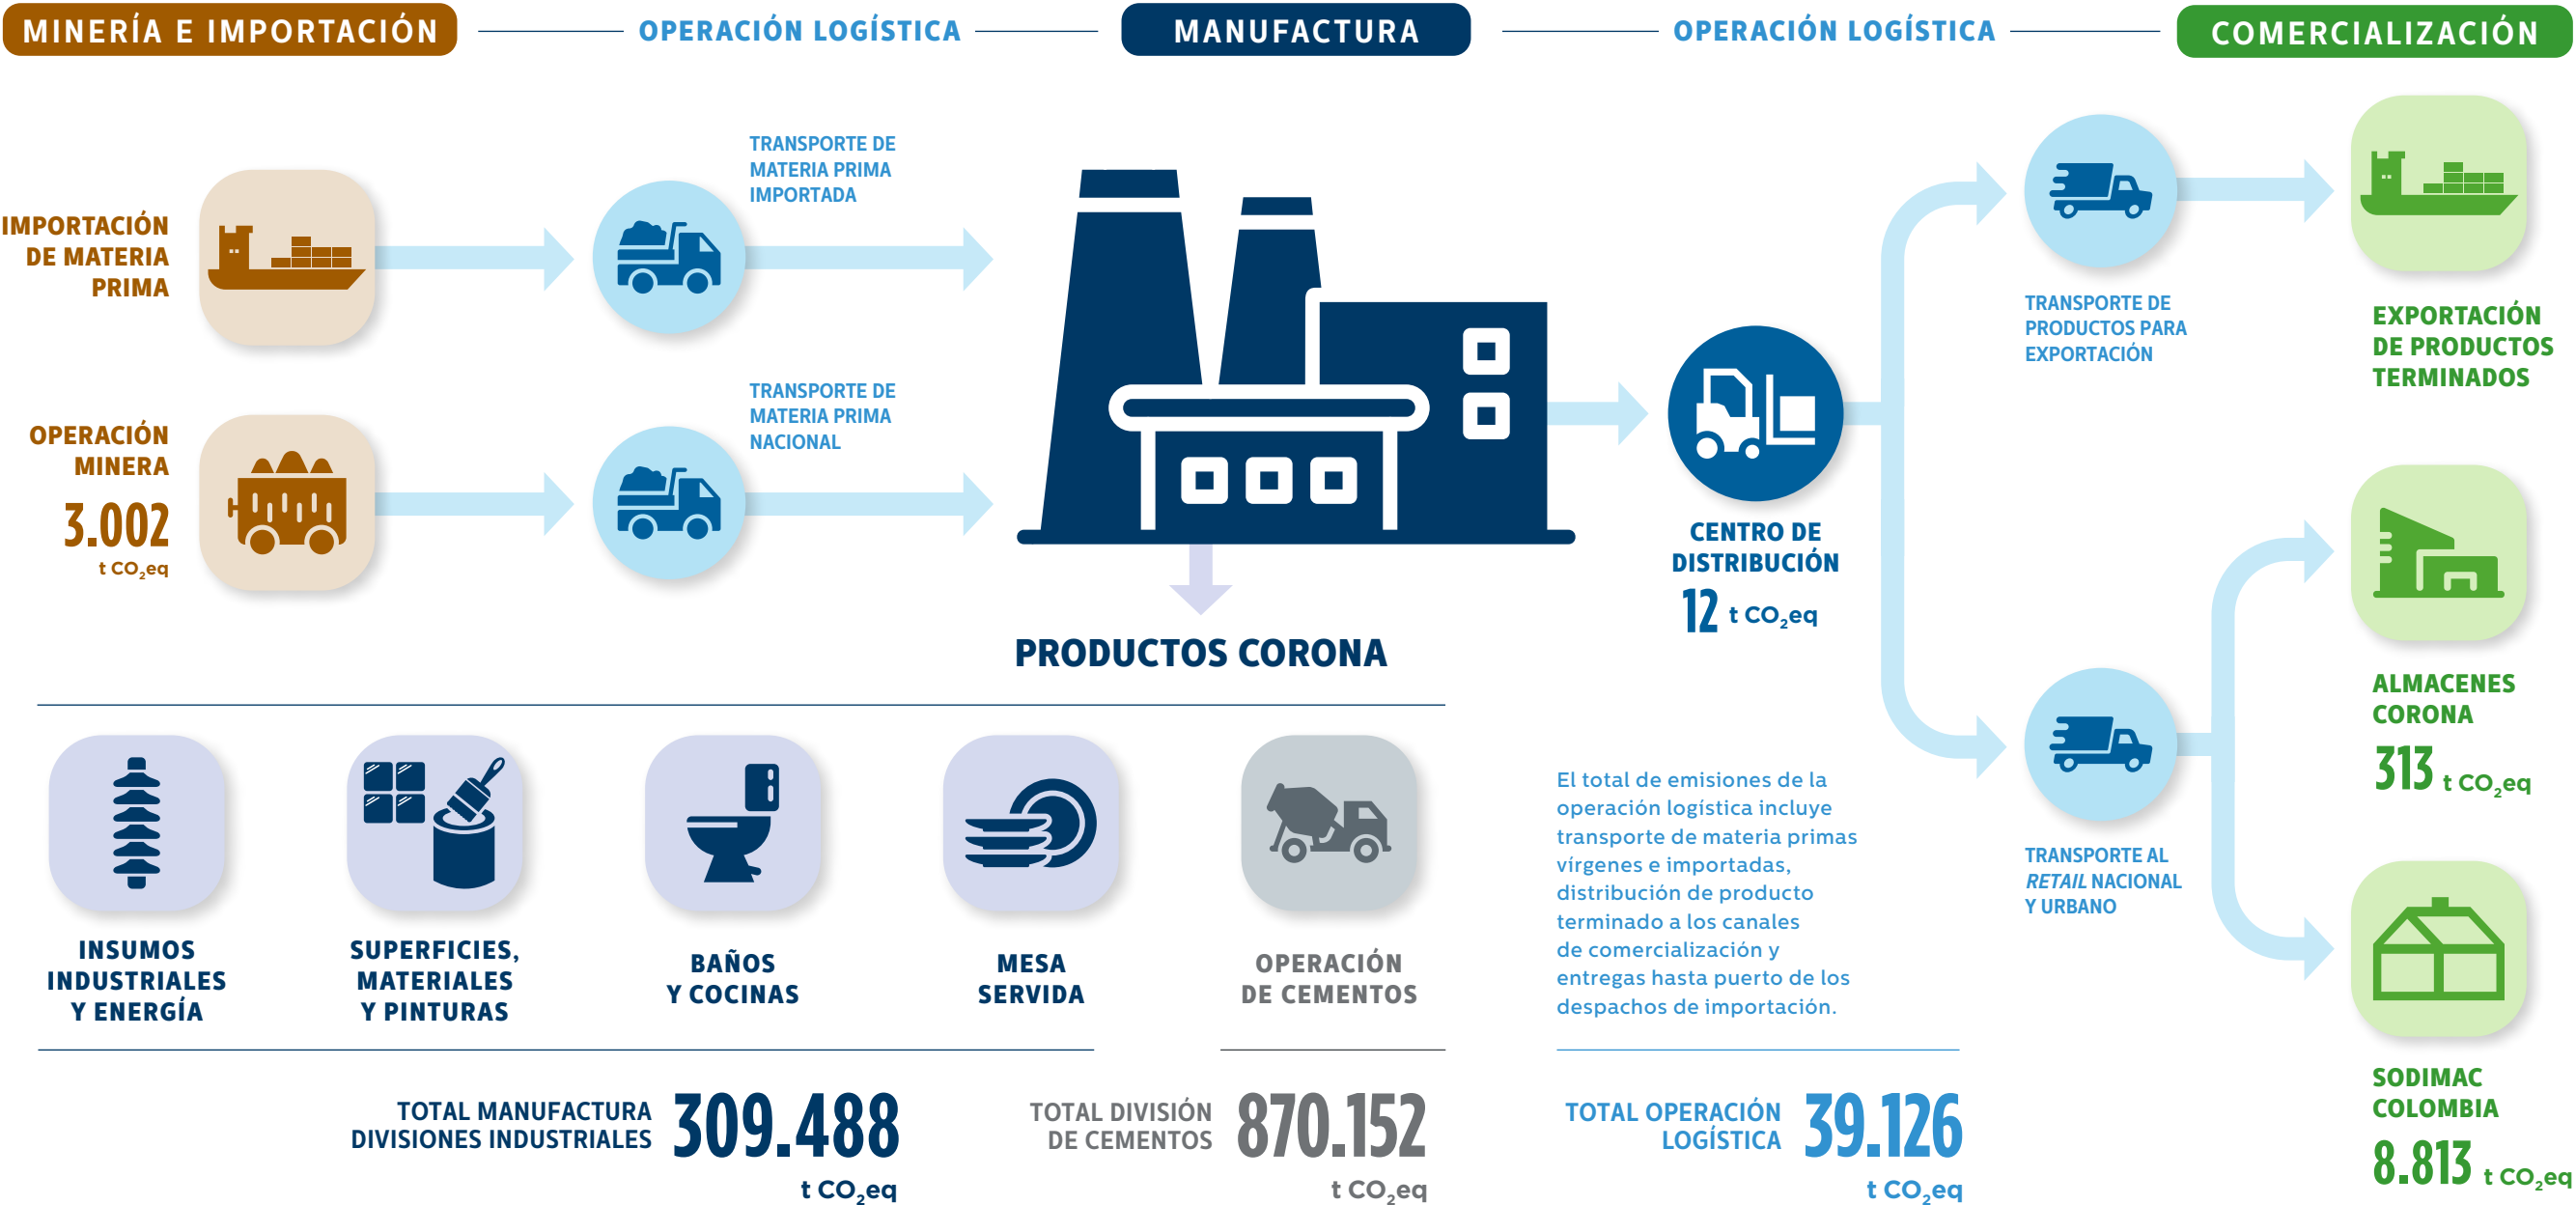 MINERÍA E IMPORTACIÓN
OPERACIÓN LOGÍSTICA
MANUFACTURA
OPERACIÓN LOGÍSTICA
COMERCIALIZACIÓN
IMPORTACIÓN
DE MATERIA
PRIMA
TRANSPORTE DE
MATERIA PRIMA
IMPORTADA
OPERACIÓN
MINERA
3.002
t CO₂eq
TRANSPORTE DE
MATERIA PRIMA
NACIONAL
CENTRO DE
DISTRIBUCIÓN
12 t CO₂eq
TRANSPORTE DE
PRODUCTOS PARA
EXPORTACIÓN
EXPORTACIÓN
DE PRODUCTOS
TERMINADOS
ALMACENES
CORONA
313 t CO₂eq
TRANSPORTE AL
RETAIL NACIONAL
Y URBANO
SODIMAC
COLOMBIA
8.813 t CO₂eq
PRODUCTOS CORONA
INSUMOS
INDUSTRIALES
Y ENERGÍA
SUPERFICIES,
MATERIALES
Y PINTURAS
BAÑOS
Y COCINAS
MESA
SERVIDA
OPERACIÓN
DE CEMENTOS
El total de emisiones de la
operación logística incluye
transporte de materia primas
vírgenes e importadas,
distribución de producto
terminado a los canales
de comercialización y
entregas hasta puerto de los
despachos de importación.
TOTAL MANUFACTURA
DIVISIONES INDUSTRIALES
309.488
t CO₂eq
TOTAL DIVISIÓN
DE CEMENTOS
870.152
t CO₂eq
TOTAL OPERACIÓN
LOGÍSTICA
39.126
t CO₂eq